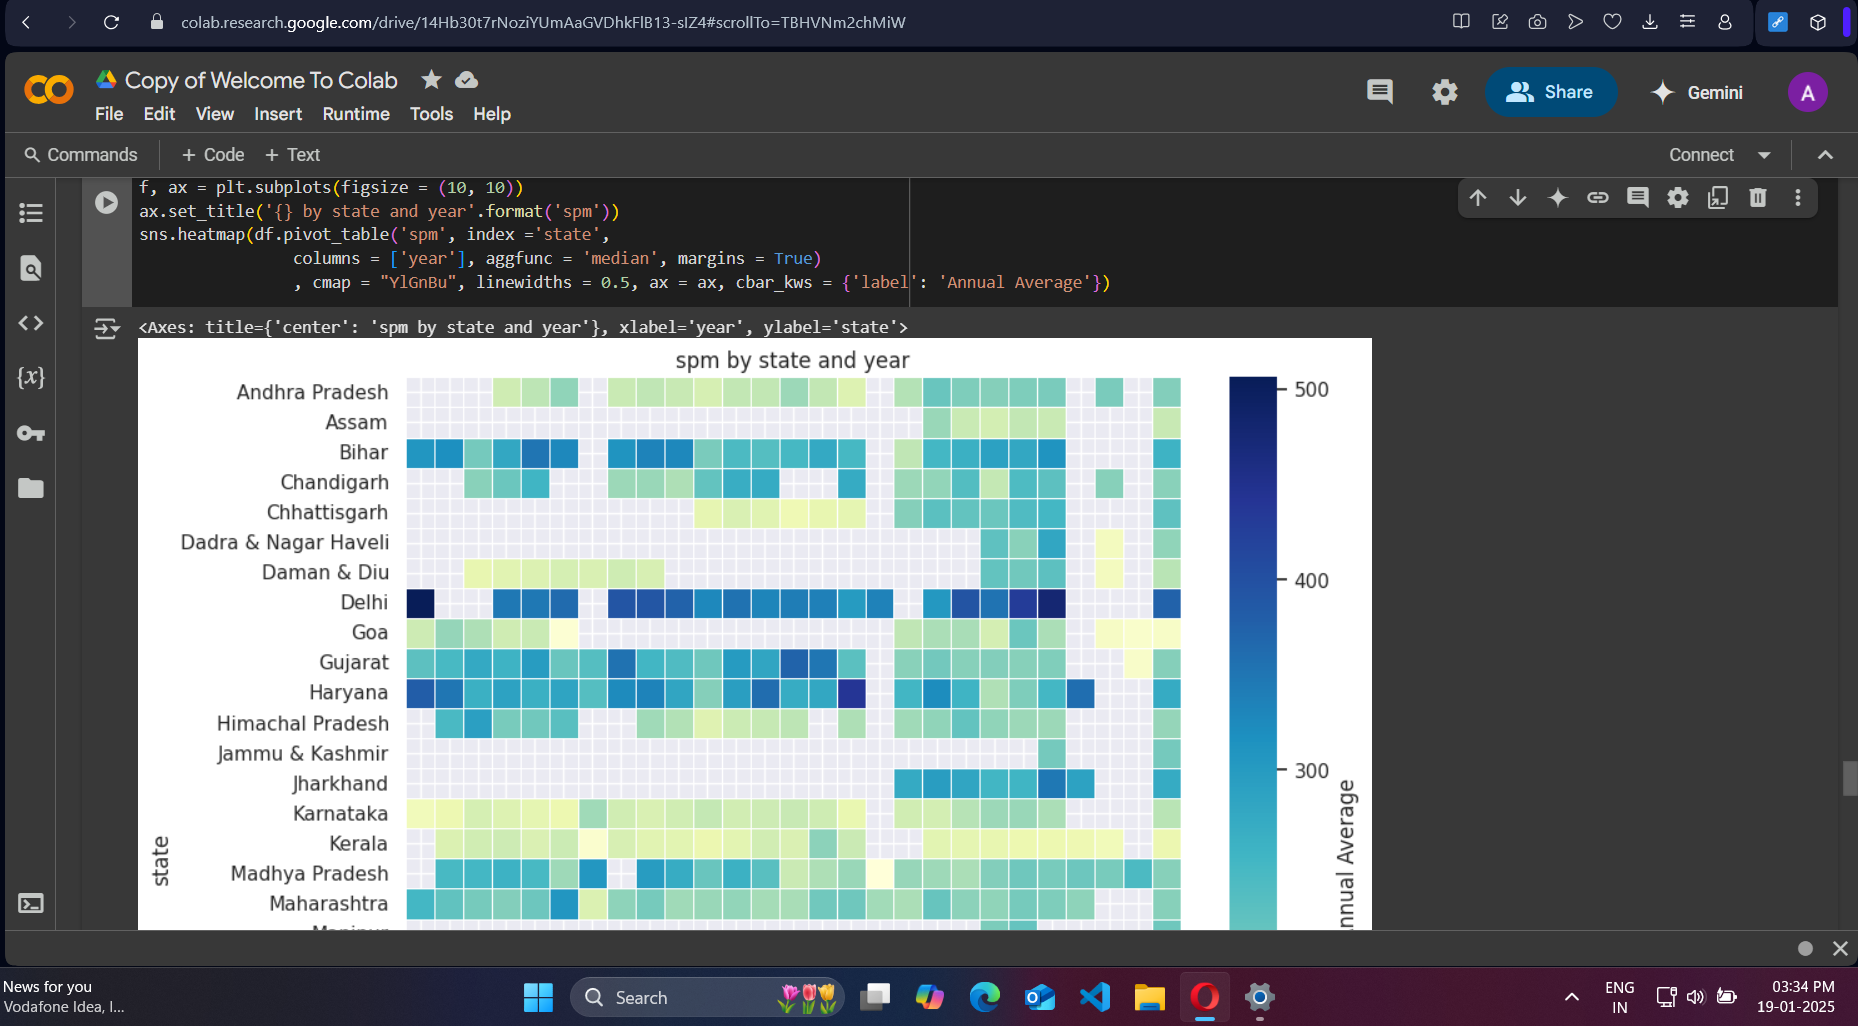 colab.research.google.com/drive/14Hb30t7rNoziYUmAaGVDhkFlB13-sIZ4#scrollTo=TBHVNm2chMiW
Copy of Welcome To Colab
File Edit View Insert Runtime Tools Help
Share
Gemini
A
Commands
+ Code + Text
Connect
f, ax = plt.subplots(figsize = (10, 10))
ax.set_title('{} by state and year'.format('spm'))
sns.heatmap(df.pivot_table('spm', index ='state',
columns = ['year'], aggfunc = 'median', margins = True)
, cmap = "YlGnBu", linewidths = 0.5, ax = ax, cbar_kws = {'label': 'Annual Average'})
<Axes: title={'center': 'spm by state and year'}, xlabel='year', ylabel='state'>
spm by state and year
Andhra Pradesh
Assam
Bihar
Chandigarh
Chhattisgarh
Dadra & Nagar Haveli
Daman & Diu
Delhi
Goa
Gujarat
Haryana
Himachal Pradesh
Jammu & Kashmir
Jharkhand
Karnataka
Kerala
Madhya Pradesh
Maharashtra
state
500
400
300
nnual Average
News for you
Vodafone Idea, I...
Search
ENG
IN
03:34 PM
19-01-2025